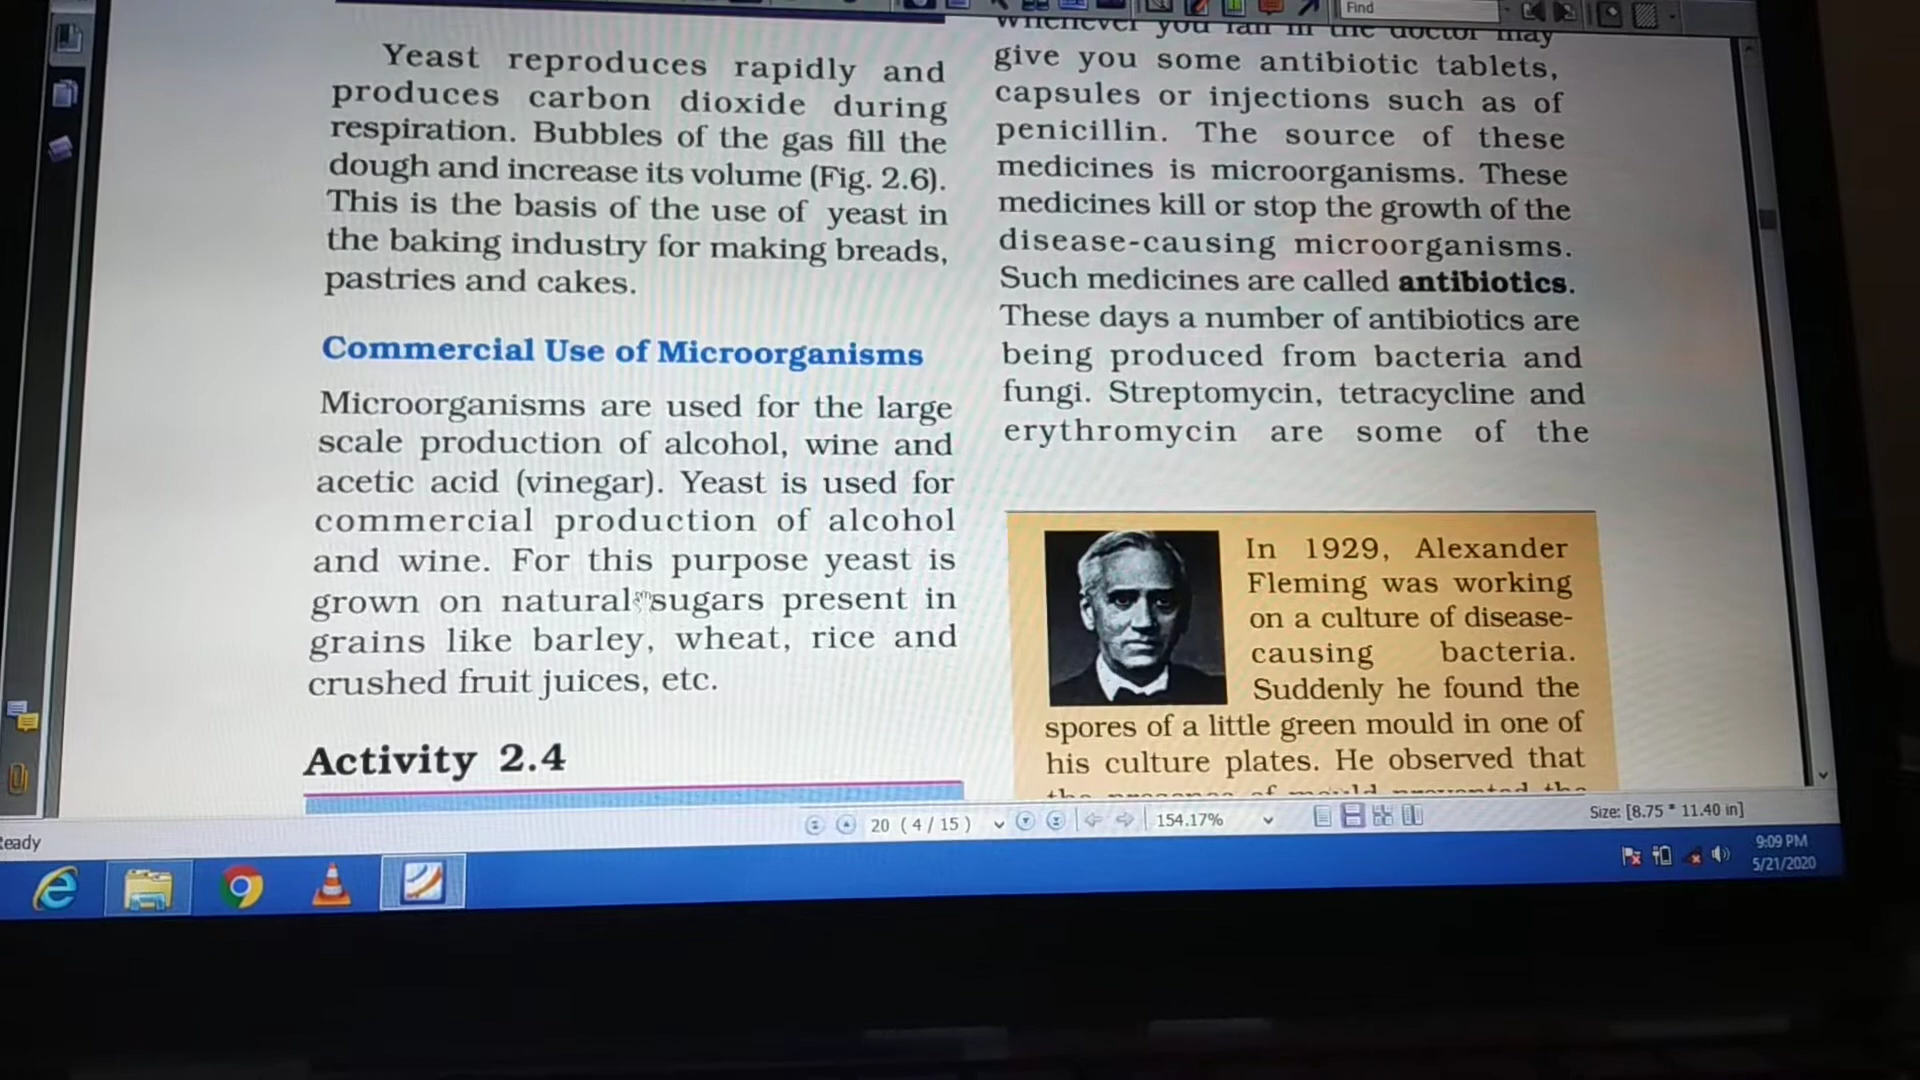 Find
Yeast reproduces rapidly and
produces carbon dioxide during
respiration. Bubbles of the gas fill the
dough and increase its volume (Fig. 2.6).
This is the basis of the use of yeast in
the baking industry for making breads,
pastries and cakes.
Commercial Use of Microorganisms
Microorganisms are used for the large
scale production of alcohol, wine and
acetic acid (vinegar). Yeast is used for
commercial production of alcohol
and wine. For this purpose yeast is
grown on natural sugars present in
grains like barley, wheat, rice and
crushed fruit juices, etc.
Activity 2.4
Whenever you fall ill the doctor may
give you some antibiotic tablets,
capsules or injections such as of
penicillin. The source of these
medicines is microorganisms. These
medicines kill or stop the growth of the
disease-causing microorganisms.
Such medicines are called antibiotics.
These days a number of antibiotics are
being produced from bacteria and
fungi. Streptomycin, tetracycline and
erythromycin are some of the
In 1929, Alexander
Fleming was working
on a culture of disease-
causing bacteria.
Suddenly he found the
spores of a little green mould in one of
his culture plates. He observed that
20 (4/15)
154.17%
Size: [8.75 * 11.40 in]
9:09 PM
5/21/2020